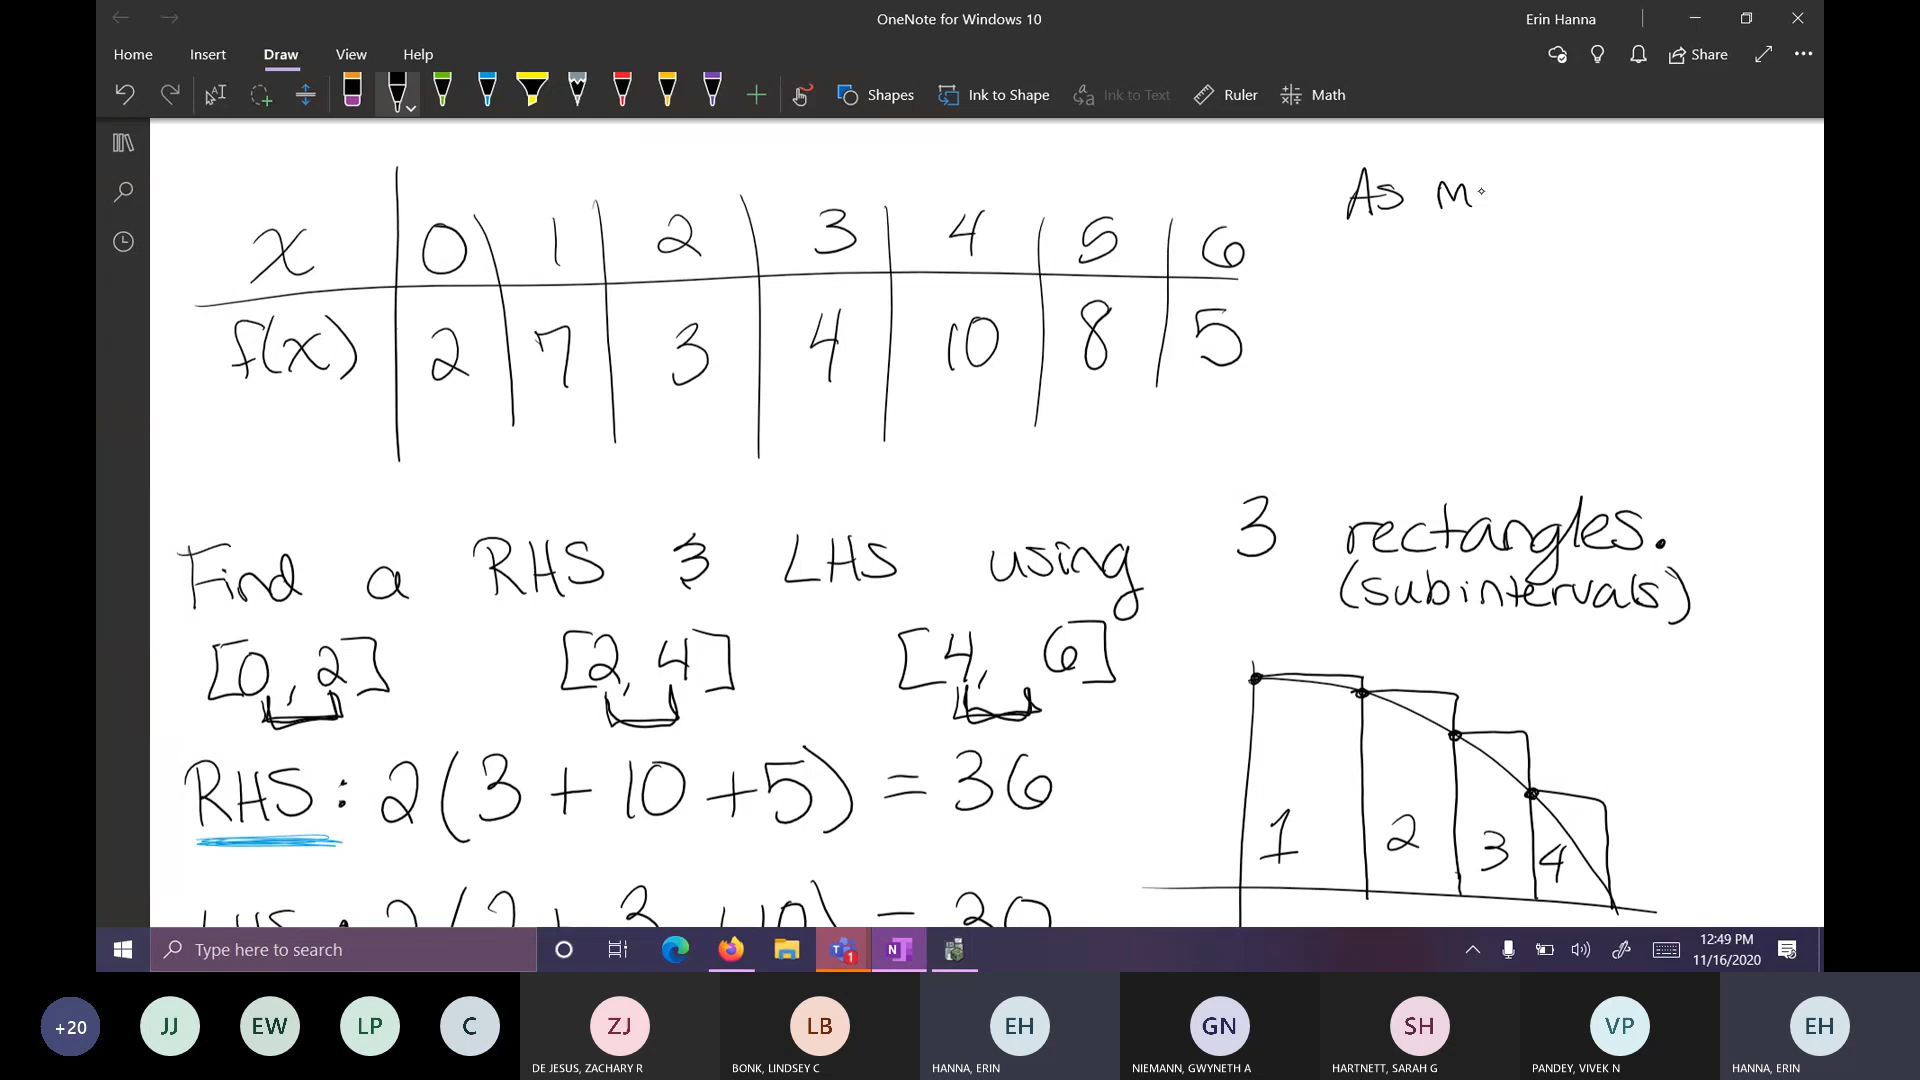 OneNote for Windows 10
Erin Hanna
Home Insert Draw View Help
Share
Shapes Ink to Shape Ink to Text Ruler Math
As m
x 0 1 2 3 4 5 6
f(x) 2 7 3 4 10 8 5
Find a RHS & LHS using 3 rectangles.
(subintervals)
[0, 2] [2, 4] [4, 6]
RHS: 2(3 + 10 + 5) = 36
1 2 3 4
Type here to search
1
12:49 PM
11/16/2020
+20 JJ EW LP C ZJ LB EH GN SH VP EH
DE JESUS, ZACHARY R BONK, LINDSEY C HANNA, ERIN NIEMANN, GWYNETH A HARTNETT, SARAH G PANDEY, VIVEK N HANNA, ERIN